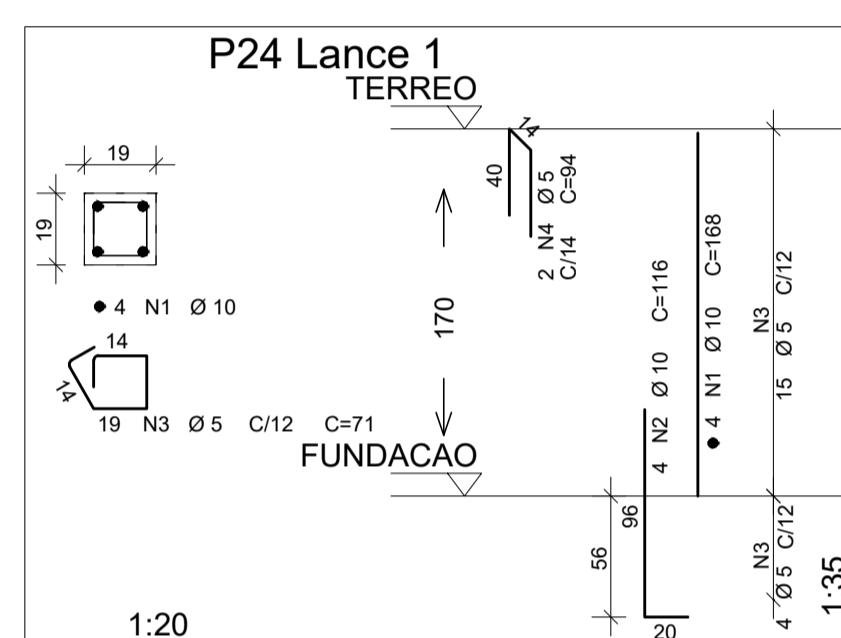 P24 Lance 1
TERREO
19
19
4 N1 Ø 10
14
14
19 N3 Ø 5 C/12 C=71
170
FUNDACAO
40
14
2 N4 Ø 5
C/14 C=94
4 N2 Ø 10 C=116
4 N1 Ø 10 C=168
N3
15 Ø 5 C/12
56
96
20
N3
4 Ø 5 C/12
1:20
1:35